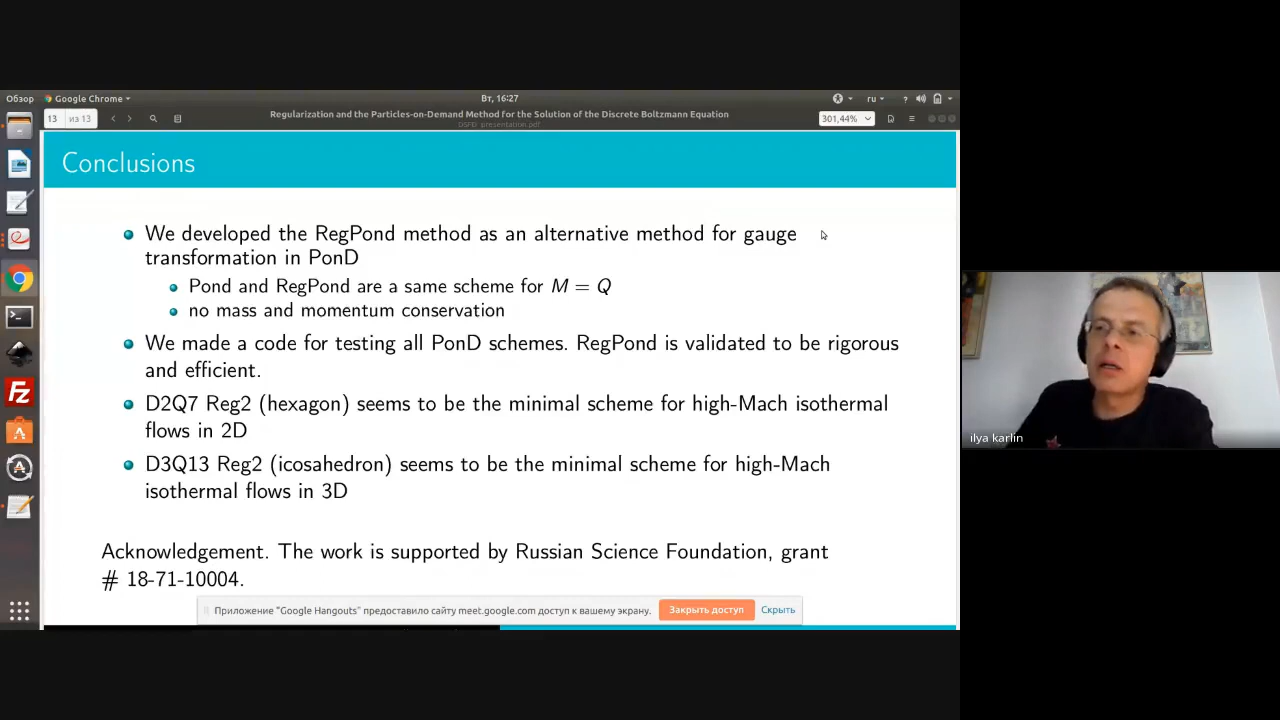 Обзор
Google Chrome
Вт, 16:27
ru
13 из 13
Regularization and the Particles-on-Demand Method for the Solution of the Discrete Boltzmann Equation
DSFD_presentation.pdf
301,44%
Conclusions
We developed the RegPond method as an alternative method for gauge
transformation in PonD
Pond and RegPond are a same scheme for M = Q
no mass and momentum conservation
We made a code for testing all PonD schemes. RegPond is validated to be rigorous
and efficient.
D2Q7 Reg2 (hexagon) seems to be the minimal scheme for high-Mach isothermal
flows in 2D
D3Q13 Reg2 (icosahedron) seems to be the minimal scheme for high-Mach
isothermal flows in 3D
Acknowledgement. The work is supported by Russian Science Foundation, grant
# 18-71-10004.
Приложение "Google Hangouts" предоставило сайту meet.google.com доступ к вашему экрану.
Закрыть доступ
Скрыть
ilya karlin